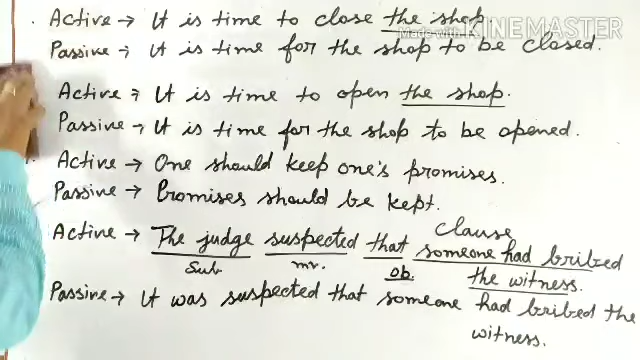 Active → It is time to close the shop
Made with KINEMASTER
Passive → It is time for the shop to be closed.
Active → It is time to open the shop.
Passive → It is time for the shop to be opened.
Active → One should keep one's promises.
Passive → Promises should be kept.
Clause
Active → The judge suspected that someone had bribed
Sub mv. ob. the witness.
Passive → It was suspected that someone had bribed the
witness.